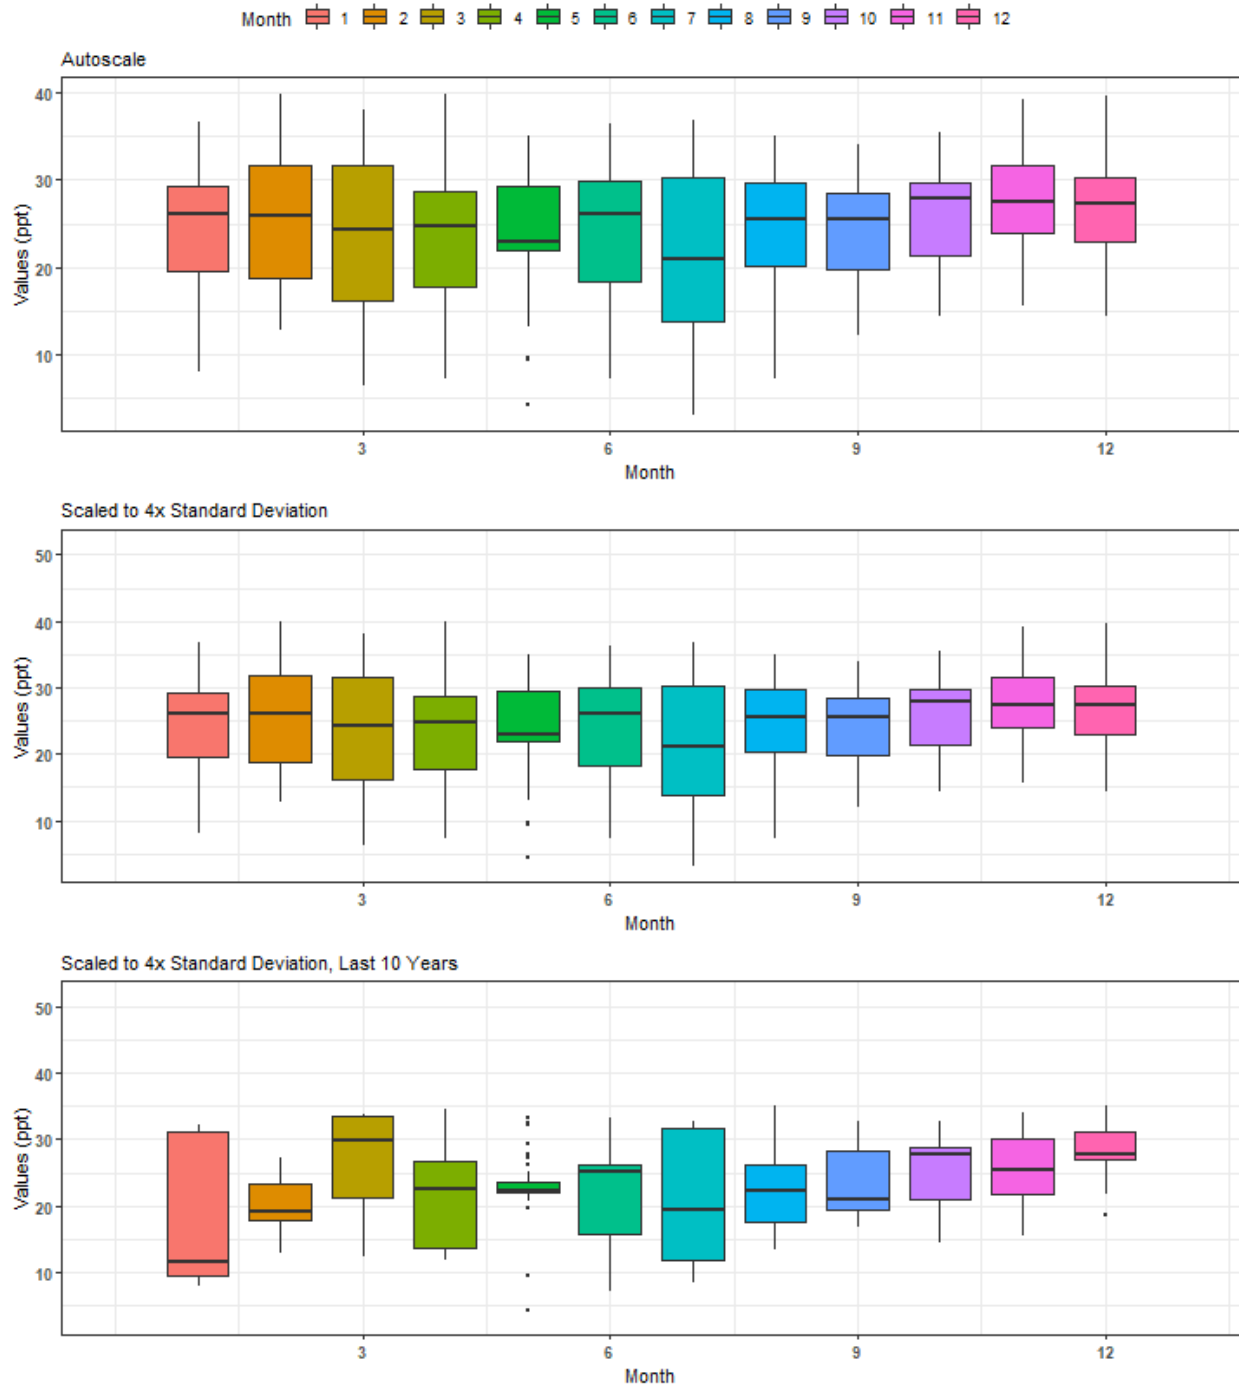 Month 1 2 3 4 5 6 7 8 9 10 11 12
Autoscale
Values (ppt)
40
30
20
10
3 6 9 12
Month
Scaled to 4x Standard Deviation
Values (ppt)
50
40
30
20
10
3 6 9 12
Month
Scaled to 4x Standard Deviation, Last 10 Years
Values (ppt)
50
40
30
20
10
3 6 9 12
Month